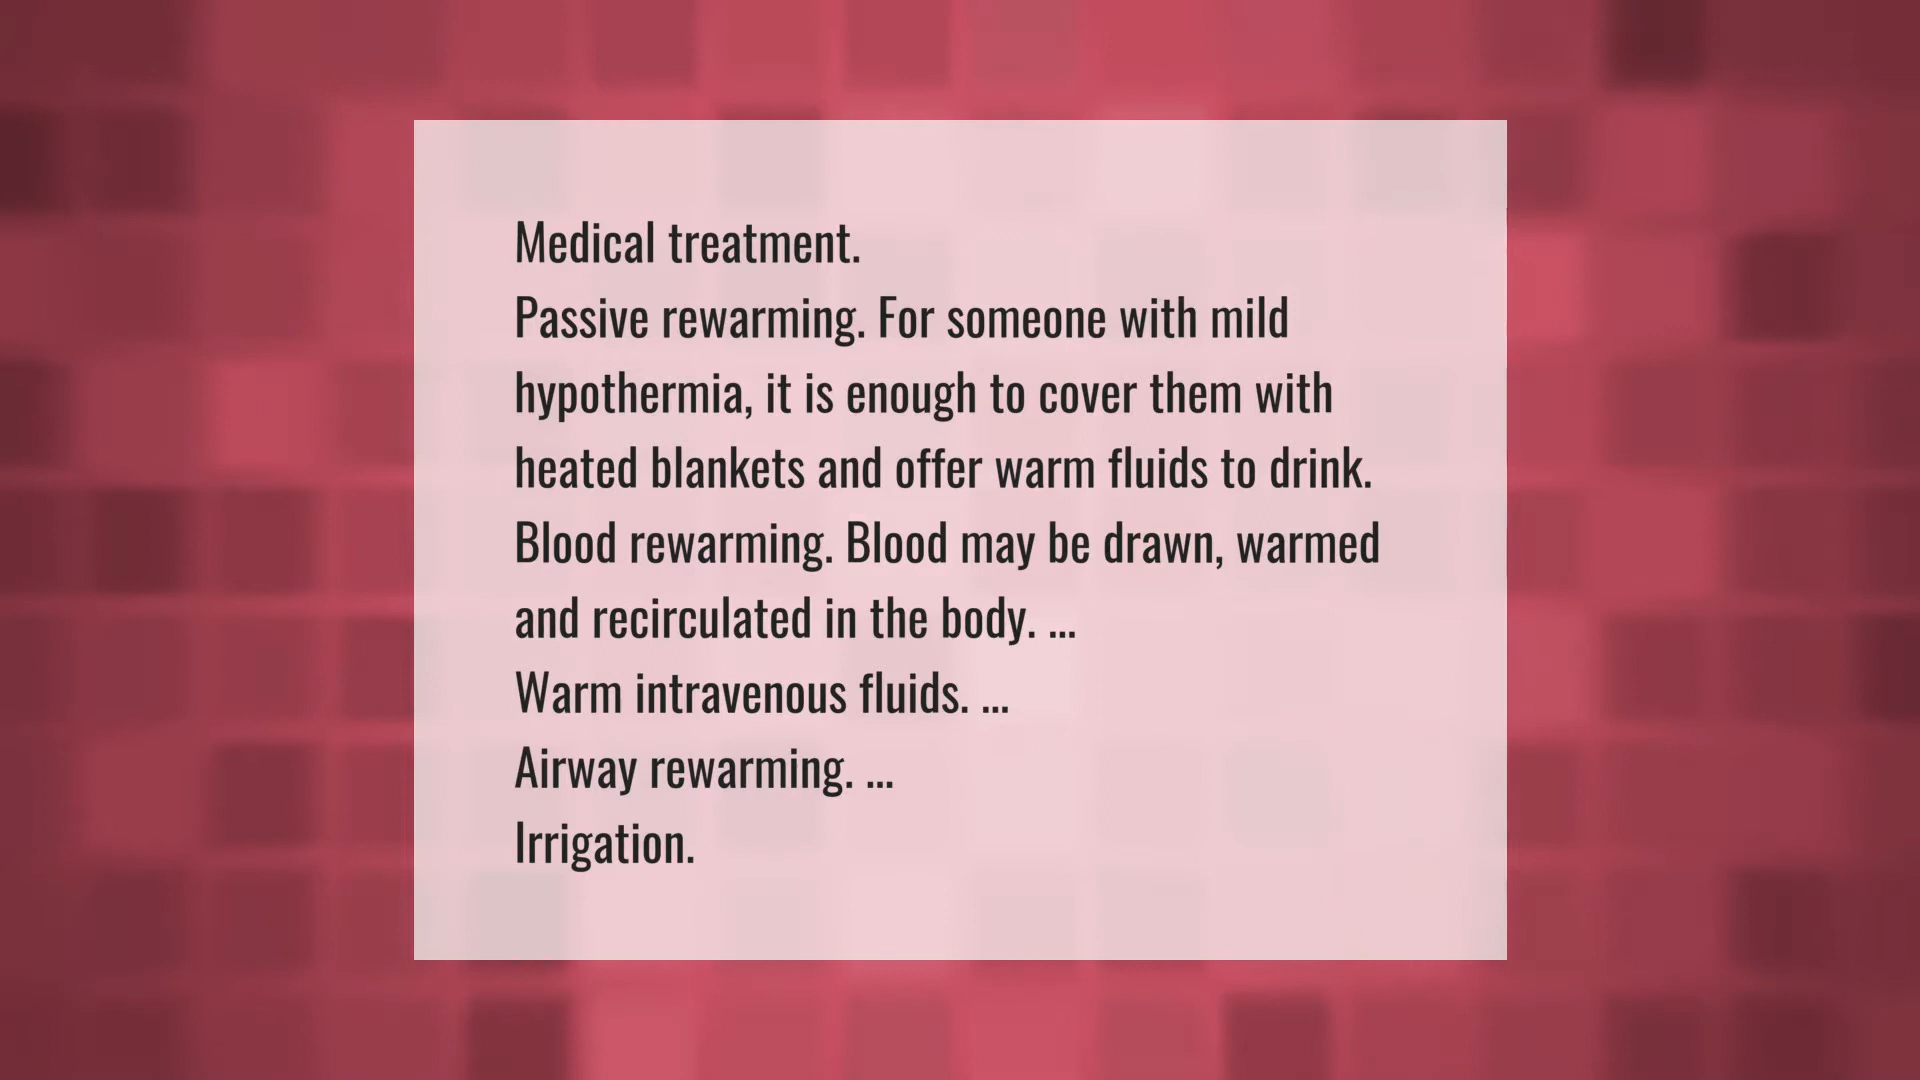 Medical treatment.
Passive rewarming. For someone with mild
hypothermia, it is enough to cover them with
heated blankets and offer warm fluids to drink.
Blood rewarming. Blood may be drawn, warmed
and recirculated in the body. ...
Warm intravenous fluids. ...
Airway rewarming. ...
Irrigation.